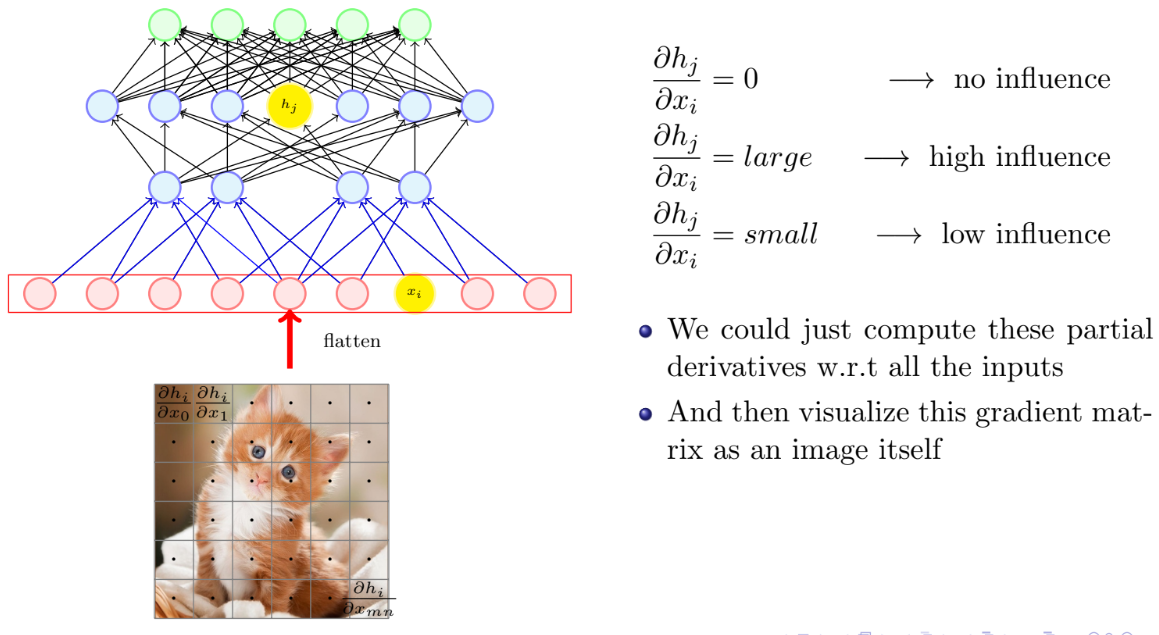 h_j
x_i
flatten
∂h_i/∂x_0 ∂h_i/∂x_1
∂h_i/∂x_{mn}
∂h_j/∂x_i = 0 ⟶ no influence
∂h_j/∂x_i = large ⟶ high influence
∂h_j/∂x_i = small ⟶ low influence
• We could just compute these partial
derivatives w.r.t all the inputs
• And then visualize this gradient mat-
rix as an image itself